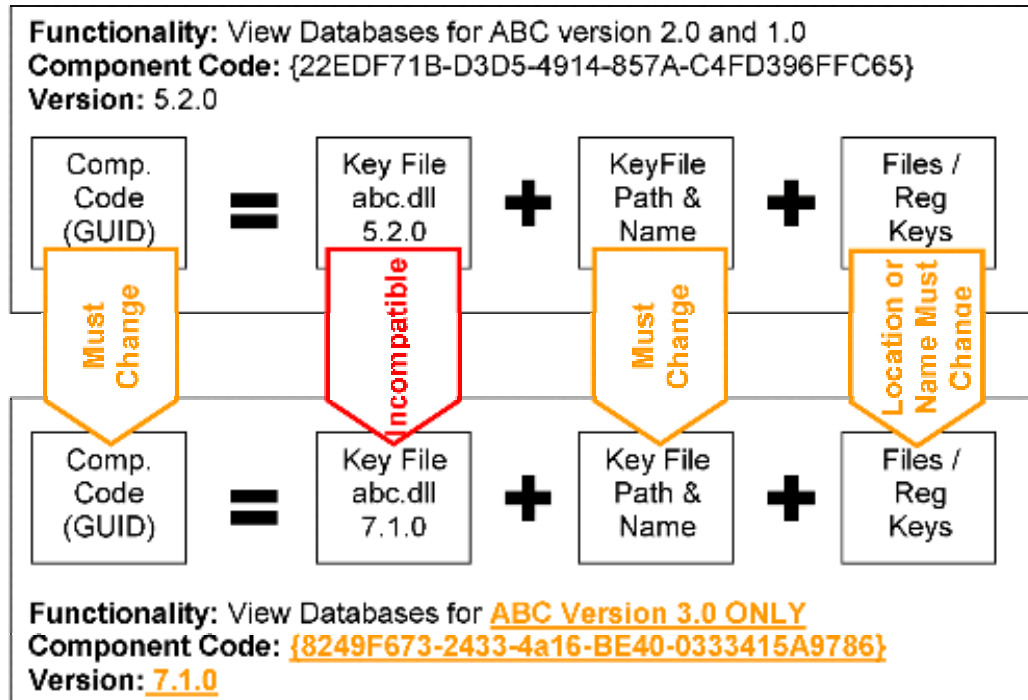 Functionality: View Databases for ABC version 2.0 and 1.0
Component Code: {22EDF71B-D3D5-4914-857A-C4FD396FFC65}
Version: 5.2.0
Comp.
Code
(GUID)
=
Key File
abc.dll
5.2.0
+
KeyFile
Path &
Name
+
Files /
Reg
Keys
Must
Change
Incompatible
Must
Change
Location or
Name Must
Change
Comp.
Code
(GUID)
=
Key File
abc.dll
7.1.0
+
Key File
Path &
Name
+
Files /
Reg
Keys
Functionality: View Databases for ABC Version 3.0 ONLY
Component Code: {8249F673-2433-4a16-BE40-0333415A9786}
Version: 7.1.0